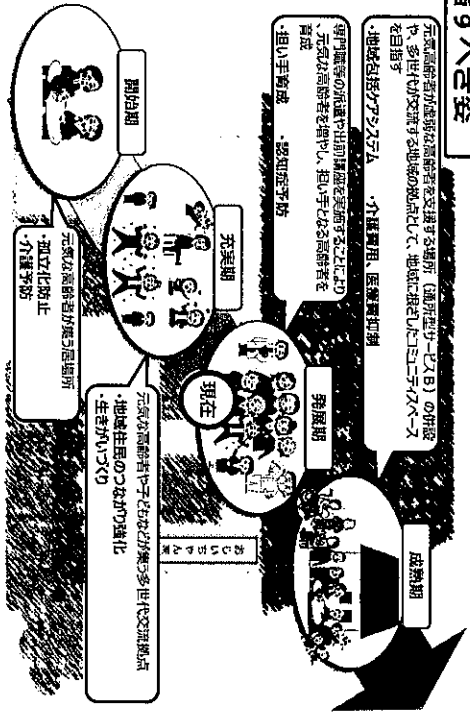 元気高齢者が虚弱な高齢者を支援する場所（通所型サービスB）の併設
や、多世代が交流する地域の拠点として、地域に根ざしたコミュニティスペース
を目指す
・地域包括ケアシステム ・介護費用、医療費抑制
成熟期
専門職等の派遣や出前講座を実施することにより
、元気な高齢者を増やし、担い手となる高齢者を
育成
・担い手育成 ・認知症予防
発展期
現在
充実期
元気な高齢者や子どもなどが集う多世代交流拠点
・地域住民のつながり強化
・生きがいづくり
開始期
元気な高齢者が集う居場所
・孤立化防止
・介護予防